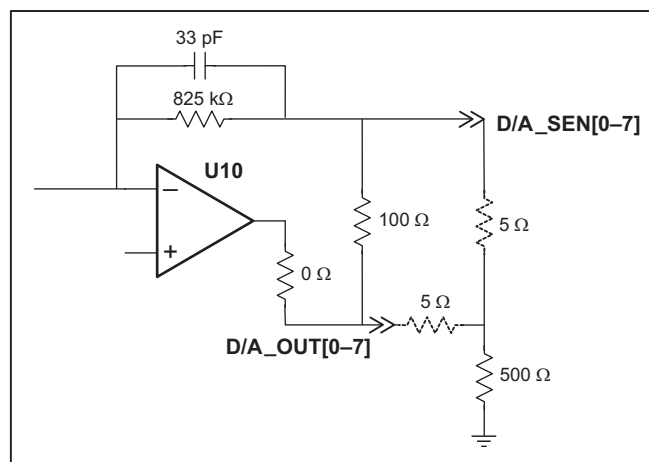 33 pF
825 kΩ
D/A_SEN[0–7]
U10
−
+
100 Ω
5 Ω
0 Ω
5 Ω
D/A_OUT[0–7]
500 Ω